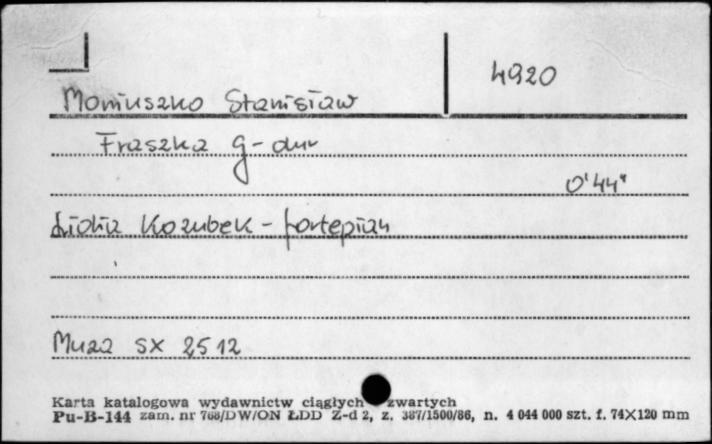 4920
Moniuszko Stanisław
Fraszka G-dur
0'44"
Lidia Kozubek - fortepian
Muza SX 2512
Karta katalogowa wydawnictw ciągłych zwartych
Pu-B-144 zam. nr 768/DW/ON ŁDD Z-d 2, z. 387/1500/86, n. 4 044 000 szt. f. 74X120 mm